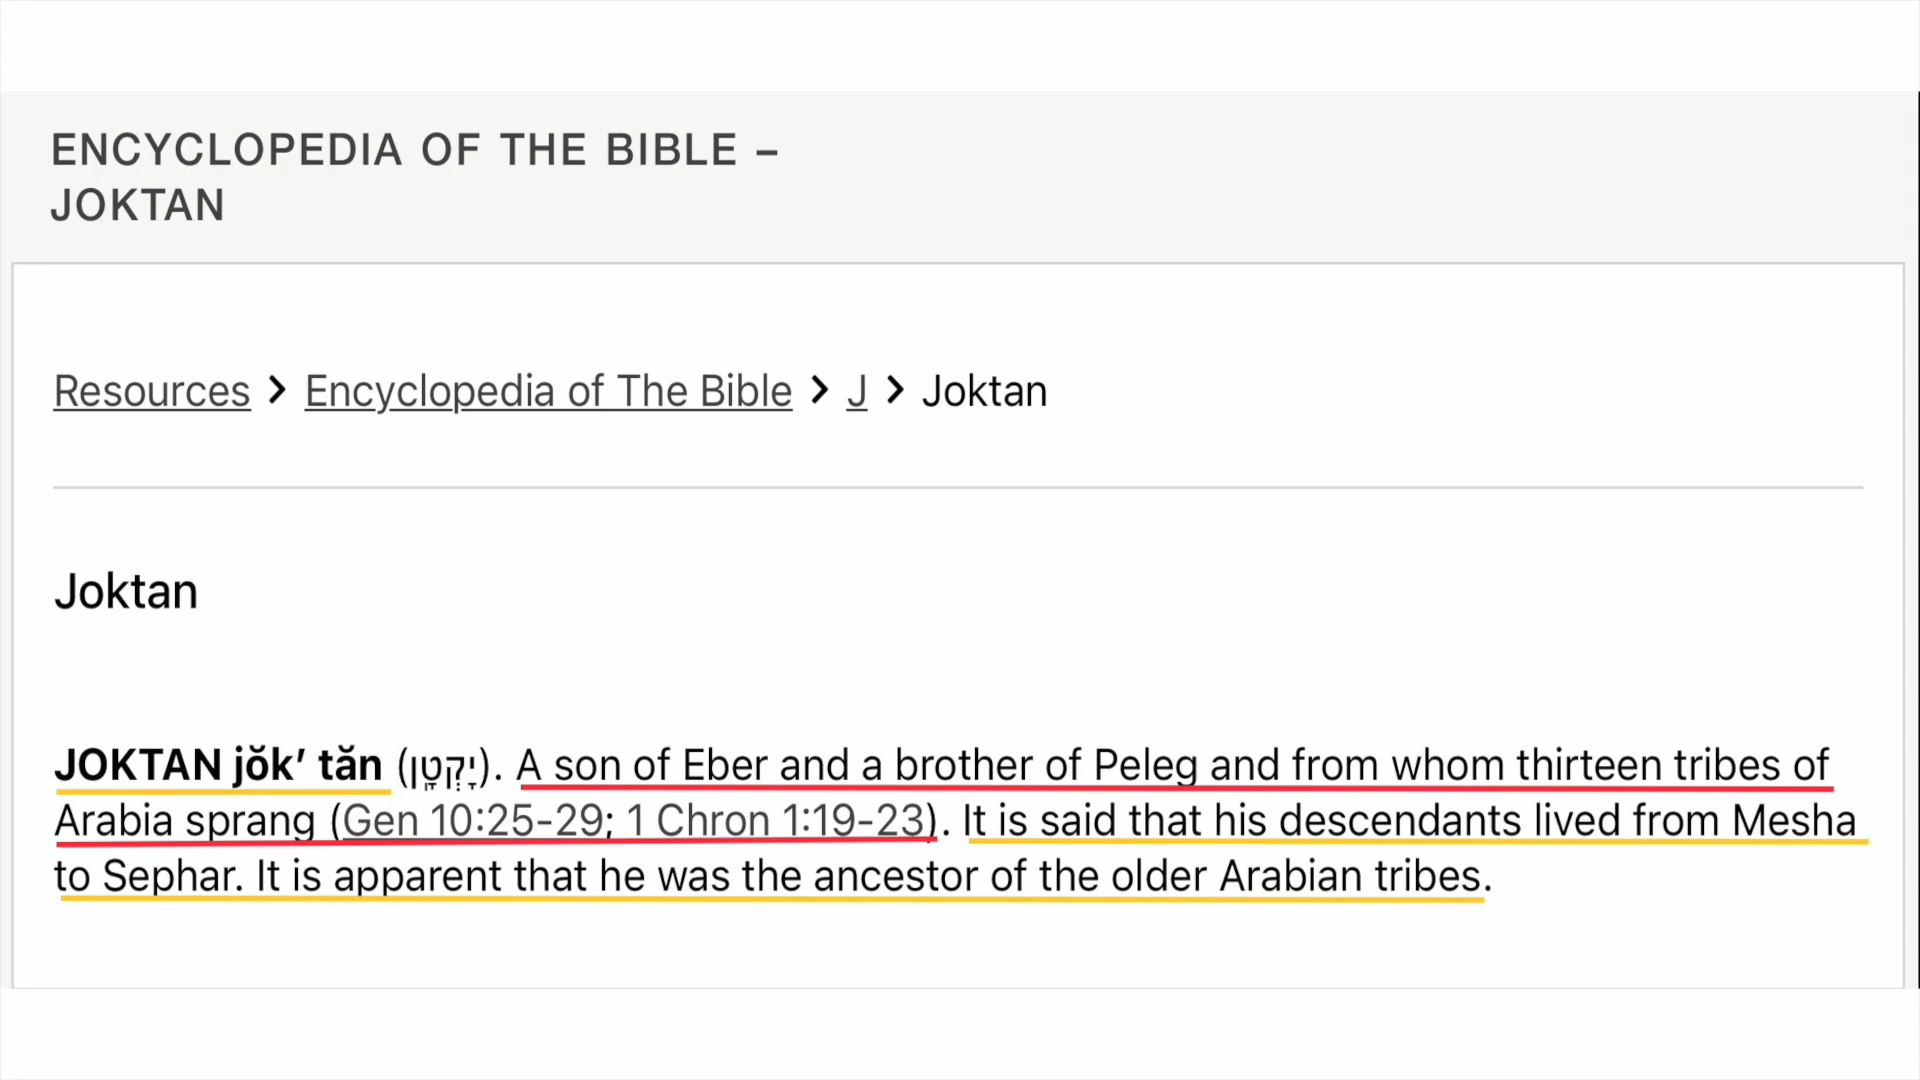 ENCYCLOPEDIA OF THE BIBLE –
JOKTAN
Resources > Encyclopedia of The Bible > J > Joktan
Joktan
JOKTAN jŏk′ tăn (יָקְטָֽן). A son of Eber and a brother of Peleg and from whom thirteen tribes of
Arabia sprang (Gen 10:25-29; 1 Chron 1:19-23). It is said that his descendants lived from Mesha
to Sephar. It is apparent that he was the ancestor of the older Arabian tribes.